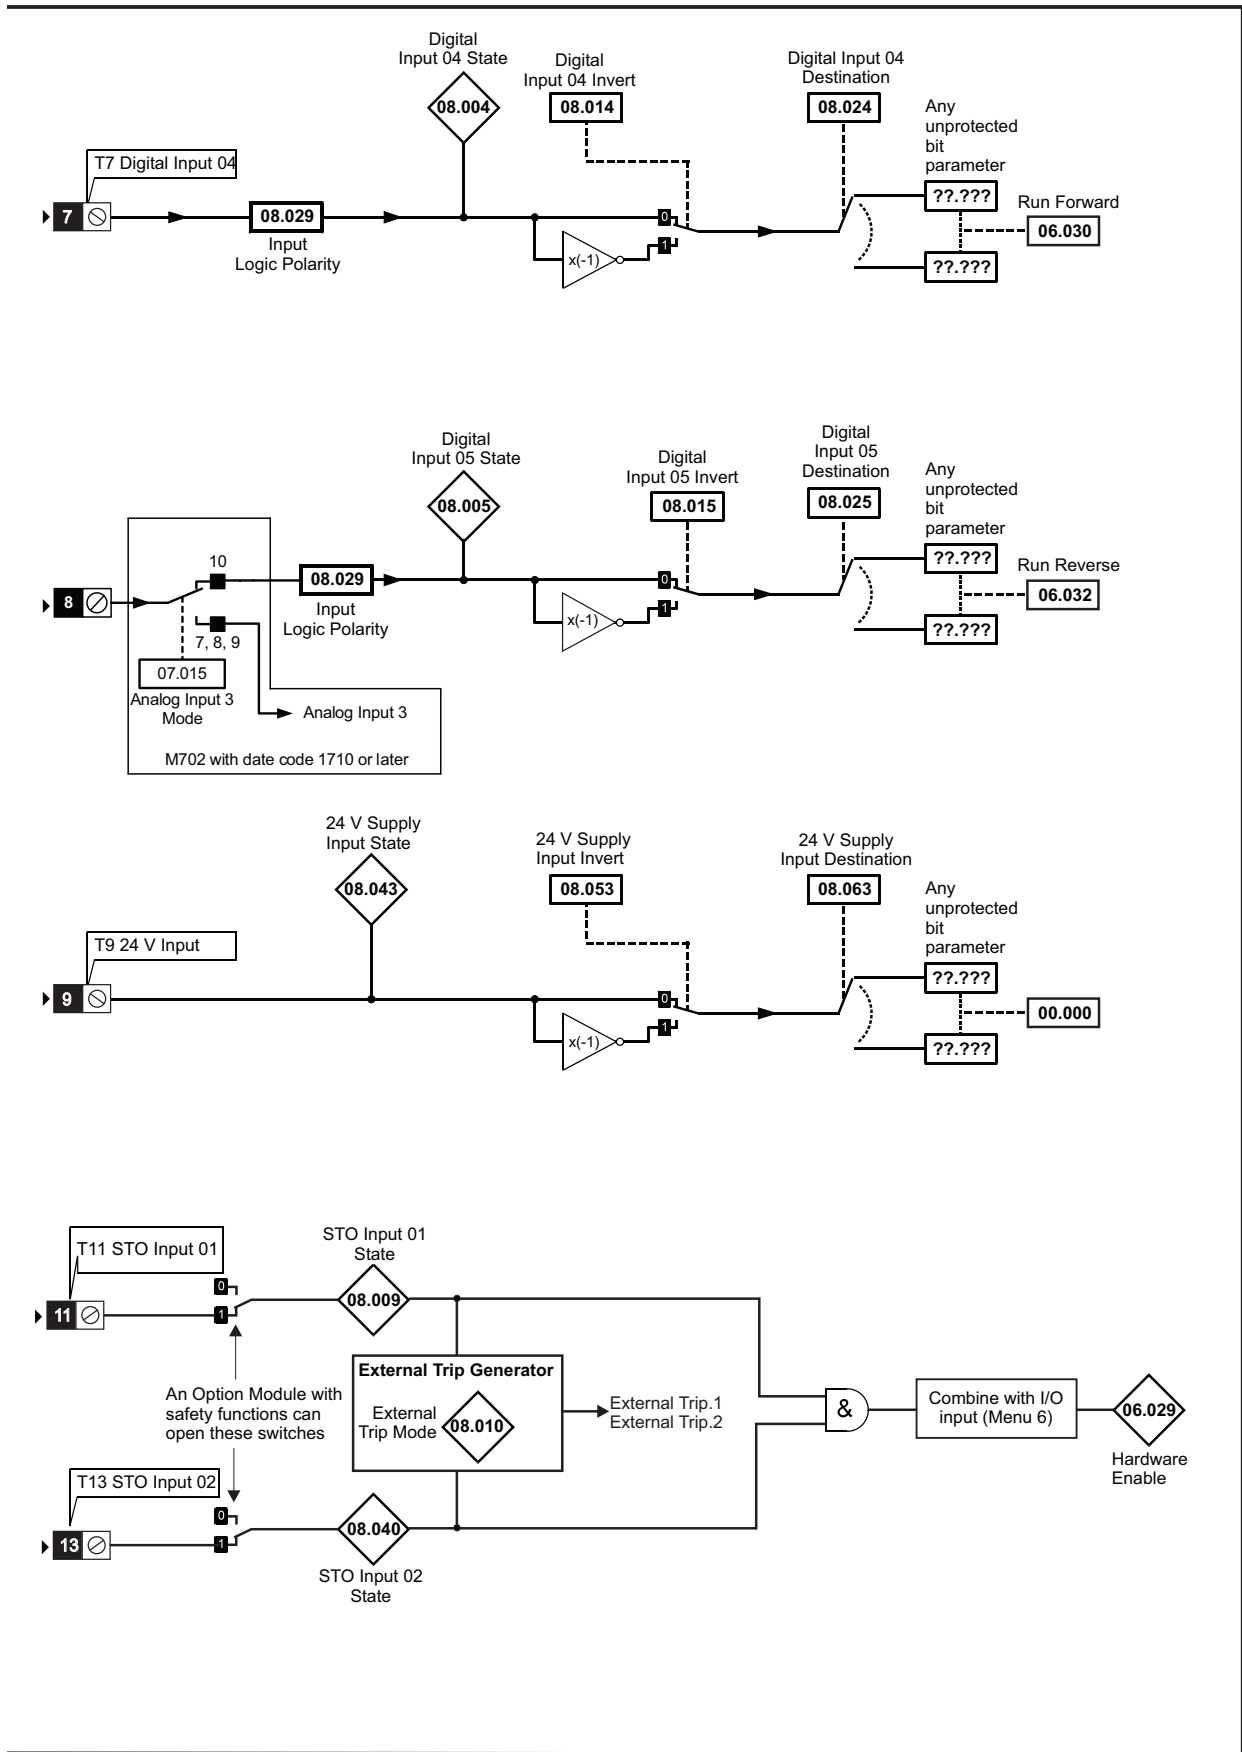 Digital
Input 04 State
08.004
Digital
Input 04 Invert
08.014
Digital Input 04
Destination
08.024
Any
unprotected
bit
parameter
T7 Digital Input 04
7
08.029
Input
Logic Polarity
0
1
x(-1)
??.???
??.???
Run Forward
06.030
Digital
Input 05 State
08.005
Digital
Input 05 Invert
08.015
Digital
Input 05
Destination
08.025
Any
unprotected
bit
parameter
8
10
7, 8, 9
07.015
Analog Input 3
Mode
Analog Input 3
M702 with date code 1710 or later
08.029
Input
Logic Polarity
0
1
x(-1)
??.???
??.???
Run Reverse
06.032
24 V Supply
Input State
08.043
24 V Supply
Input Invert
08.053
24 V Supply
Input Destination
08.063
Any
unprotected
bit
parameter
T9 24 V Input
9
0
1
x(-1)
??.???
??.???
00.000
T11 STO Input 01
11
0
1
STO Input 01
State
08.009
An Option Module with
safety functions can
open these switches
External Trip Generator
External
Trip Mode
08.010
External Trip.1
External Trip.2
&
Combine with I/O
input (Menu 6)
06.029
Hardware
Enable
T13 STO Input 02
13
0
1
08.040
STO Input 02
State